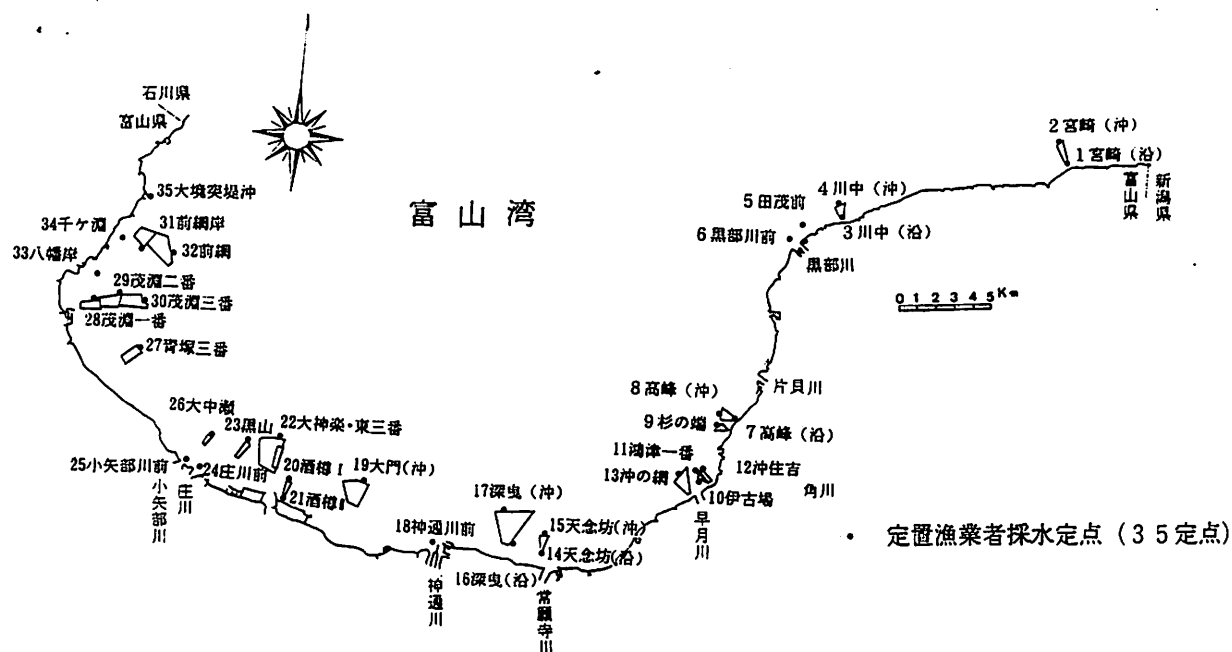 石川県
富山県
35大境突堤沖
34千ケ淵
31前網岸
32前網
33八幡岸
29茂淵二番
30茂淵三番
28茂淵一番
27青塚三番
26大中瀬
23黒山
22大神楽・東三番
25小矢部川前
24庄川前
20酒樽Ⅰ
19大門(沖)
21酒樽Ⅱ
小矢部川
庄川
18神通川前
17深曳(沖)
15天念坊(沖)
14天念坊(沿)
16深曳(沿)
神通川
常願寺川
富山湾
2宮崎(沖)
1宮崎(沿)
富山県
新潟県
4川中(沖)
5田茂前
3川中(沿)
6黒部川前
黒部川
0 1 2 3 4 5 Km
片貝川
8高峰(沖)
9杉の端
7高峰(沿)
11鴻津一番
12沖住吉
13沖の網
10伊古場
角川
早月川
• 定置漁業者採水定点(35定点)